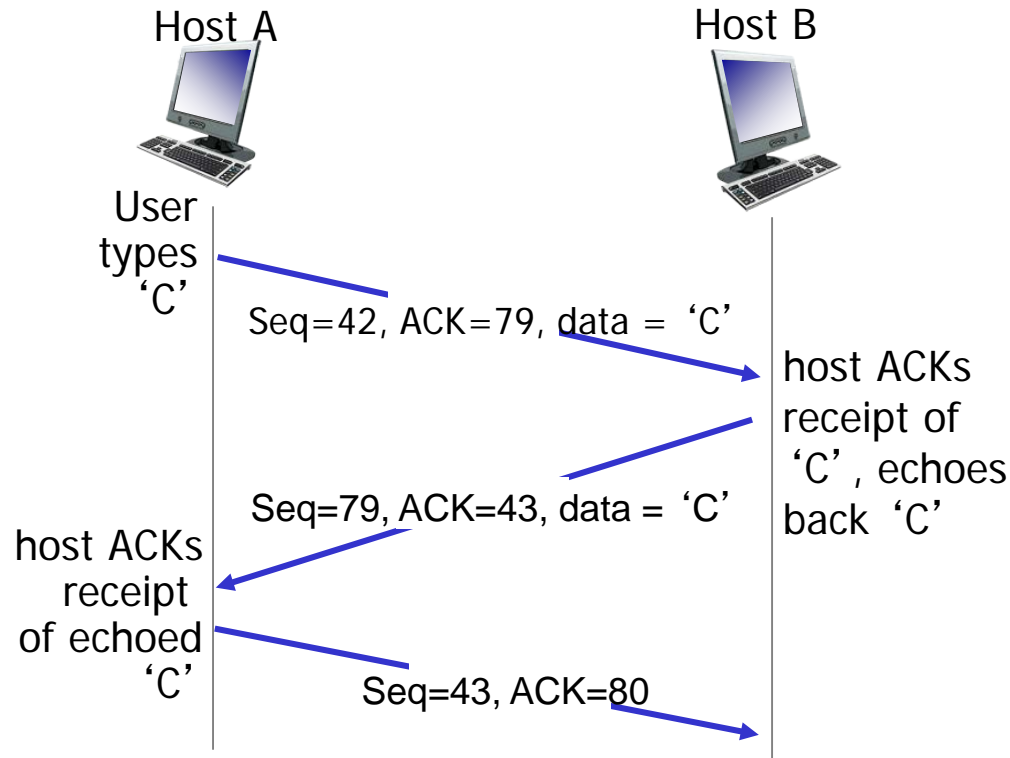 Host A
Host B
User
types
‘C’
Seq=42, ACK=79, data = ‘C’
host ACKs
receipt of
‘C’, echoes
back ‘C’
Seq=79, ACK=43, data = ‘C’
host ACKs
receipt
of echoed
‘C’
Seq=43, ACK=80